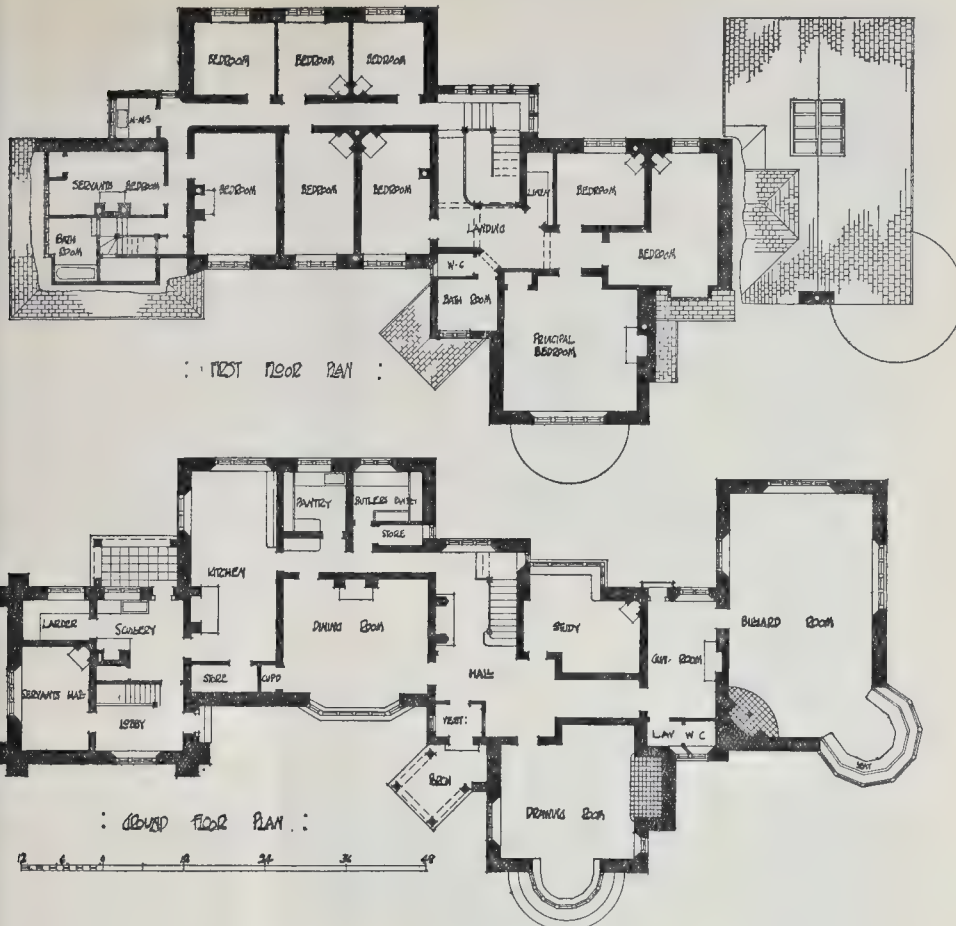 BEDROOM
BEDROOM
BEDROOM
SERVANTS BEDROOM
BEDROOM
BEDROOM
BEDROOM
LINEN
BEDROOM
LANDING
BATH
ROOM
W·C
BEDROOM
BATH ROOM
PRINCIPAL
BEDROOM
: FIRST FLOOR PLAN :
PANTRY
BUTLERS PANTRY
STORE
KITCHEN
LARDER
SCULLERY
DINING ROOM
STUDY
BILLIARD ROOM
HALL
GUN-ROOM
SERVANTS HALL
STORE
CUPD
LOBBY
VEST:
LAV W C
PORCH
SEAT
DRAWING ROOM
: GROUND FLOOR PLAN :
12 6 0 12 24 36 48